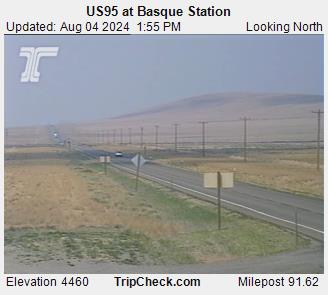 US95 at Basque Station
Updated: Aug 04 2024 1:55 PM Looking North
Elevation 4460 TripCheck.com Milepost 91.62